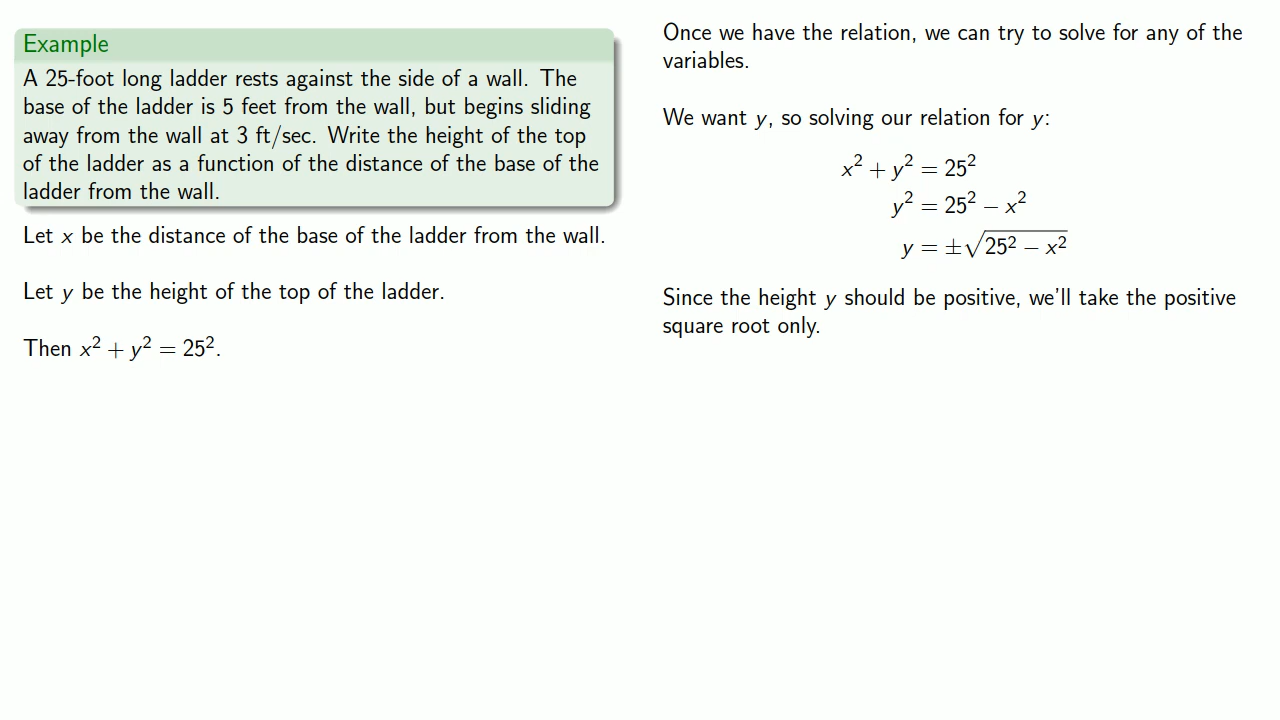 Example
A 25-foot long ladder rests against the side of a wall. The
base of the ladder is 5 feet from the wall, but begins sliding
away from the wall at 3 ft/sec. Write the height of the top
of the ladder as a function of the distance of the base of the
ladder from the wall.
Let x be the distance of the base of the ladder from the wall.
Let y be the height of the top of the ladder.
Then x² + y² = 25².
Once we have the relation, we can try to solve for any of the
variables.
We want y, so solving our relation for y:
x² + y² = 25²
y² = 25² − x²
y = ±√(25² − x²)
Since the height y should be positive, we'll take the positive
square root only.